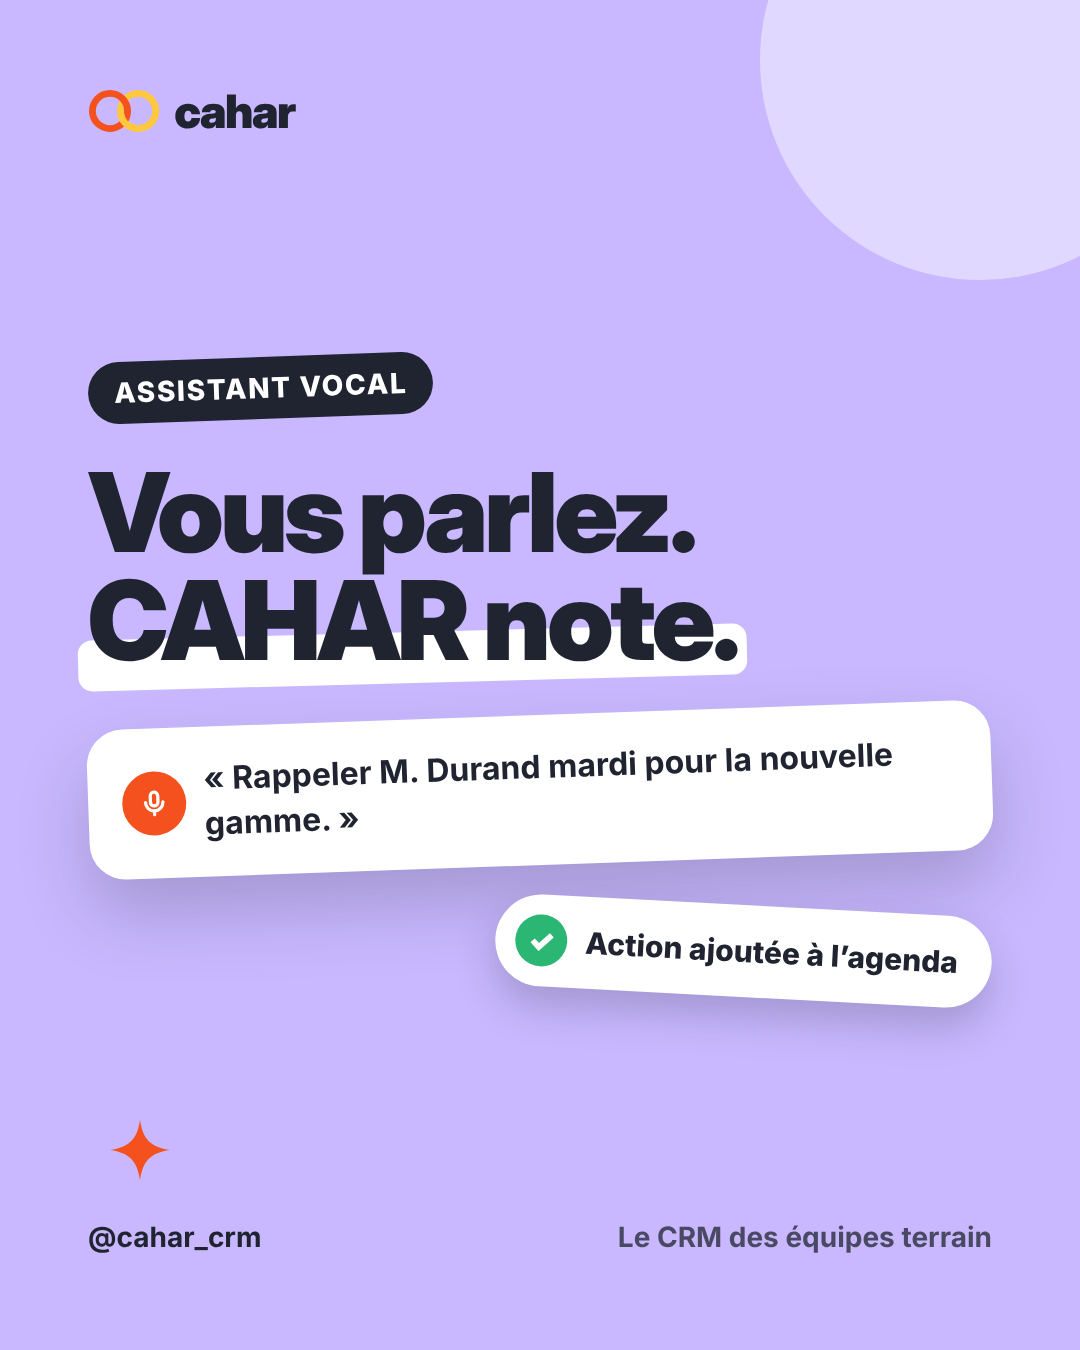 cahar
ASSISTANT VOCAL
Vous parlez.
CAHAR note.
« Rappeler M. Durand mardi pour la nouvelle
gamme. »
Action ajoutée à l’agenda
@cahar_crm
Le CRM des équipes terrain